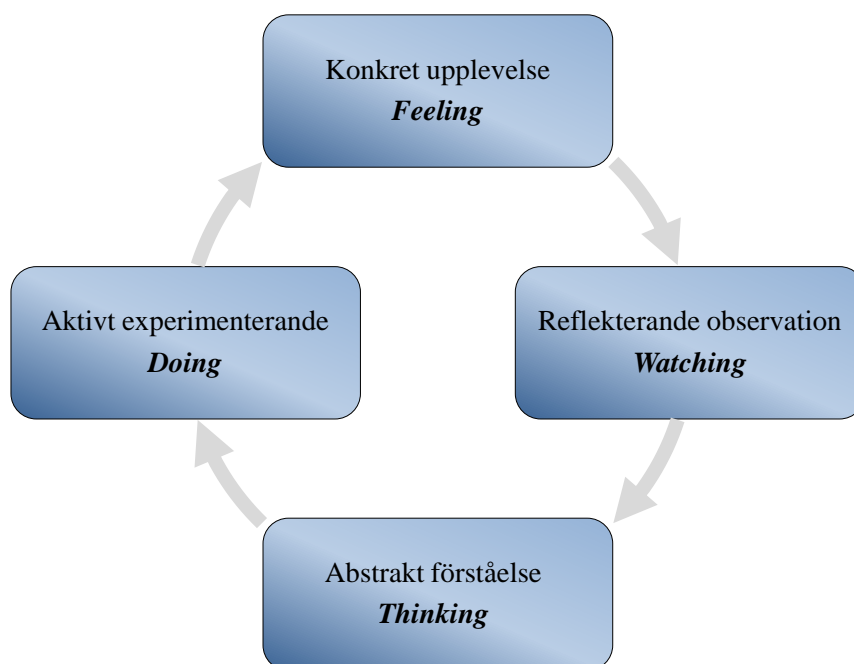 Konkret upplevelse
Feeling
Aktivt experimenterande
Doing
Reflekterande observation
Watching
Abstrakt förståelse
Thinking